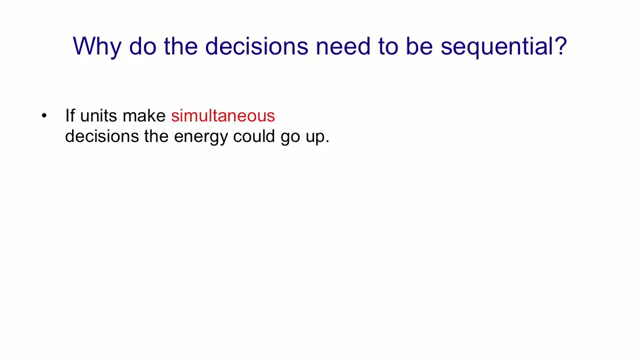 Why do the decisions need to be sequential?
• If units make simultaneous
decisions the energy could go up.